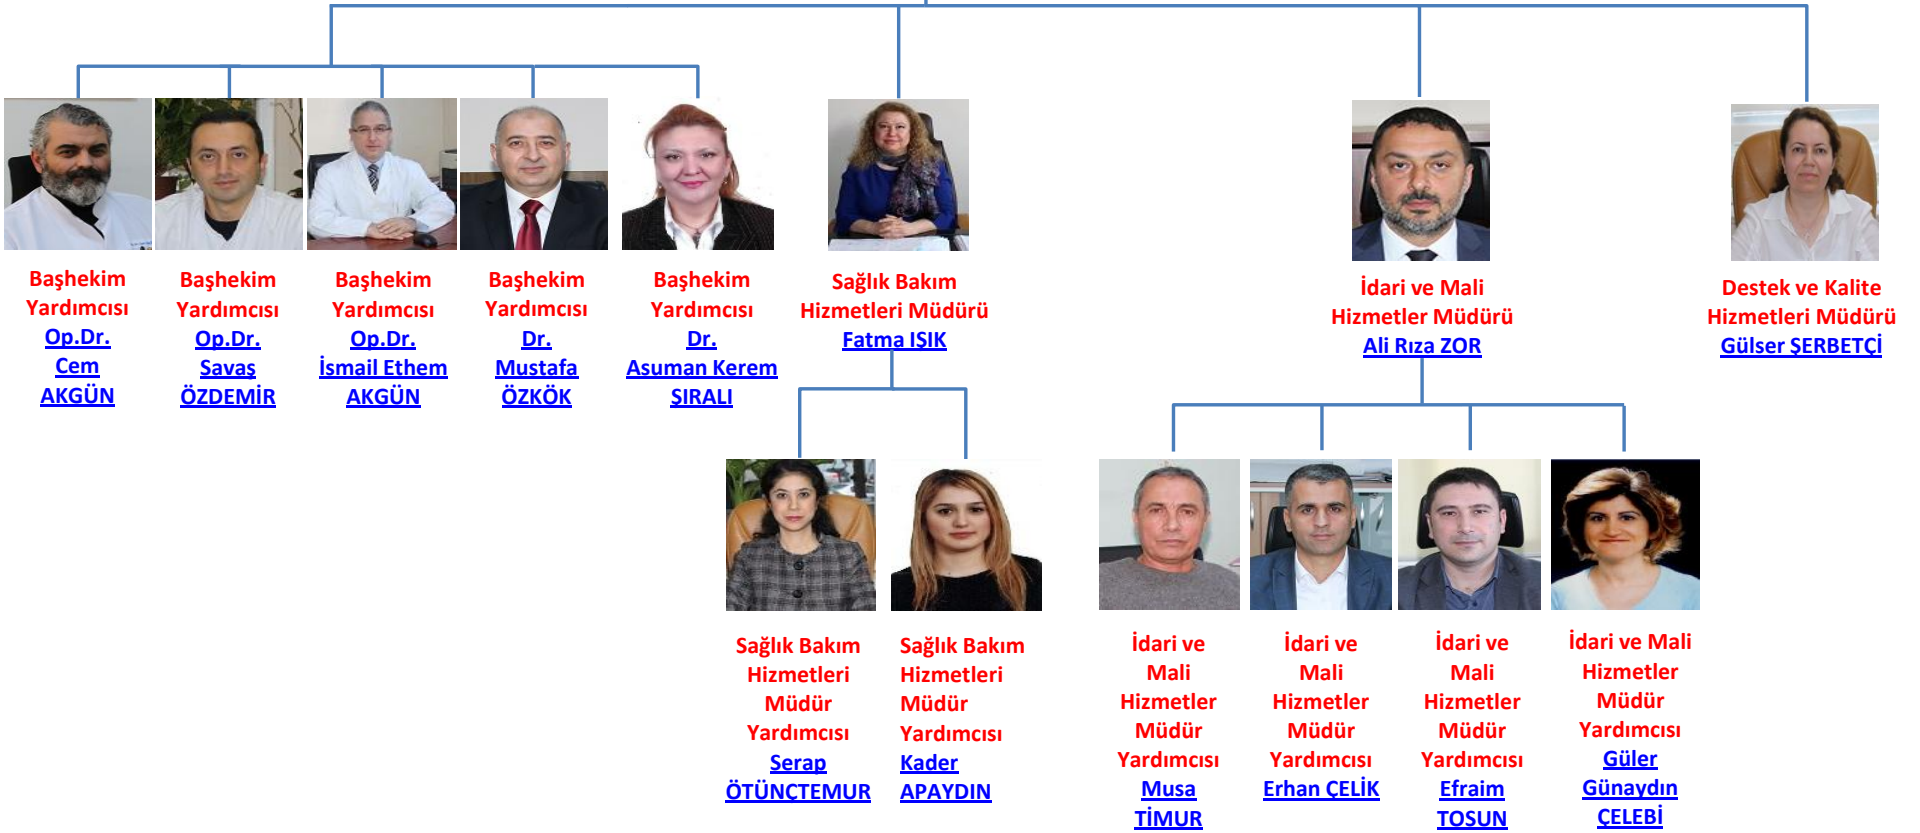 Başhekim
Yardımcısı
Op.Dr.
Cem
AKGÜN
Başhekim
Yardımcısı
Op.Dr.
Savaş
ÖZDEMİR
Başhekim
Yardımcısı
Op.Dr.
İsmail Ethem
AKGÜN
Başhekim
Yardımcısı
Dr.
Mustafa
ÖZKÖK
Başhekim
Yardımcısı
Dr.
Asuman Kerem
ŞIRALI
Sağlık Bakım
Hizmetleri Müdürü
Fatma IŞIK
İdari ve Mali
Hizmetler Müdürü
Ali Rıza ZOR
Destek ve Kalite
Hizmetleri Müdürü
Gülser ŞERBETÇİ
Sağlık Bakım
Hizmetleri
Müdür
Yardımcısı
Serap
ÖTÜNÇTEMUR
Sağlık Bakım
Hizmetleri
Müdür
Yardımcısı
Kader
APAYDIN
İdari ve
Mali
Hizmetler
Müdür
Yardımcısı
Musa
TİMUR
İdari ve
Mali
Hizmetler
Müdür
Yardımcısı
Erhan ÇELİK
İdari ve
Mali
Hizmetler
Müdür
Yardımcısı
Efraim
TOSUN
İdari ve Mali
Hizmetler
Müdür
Yardımcısı
Güler
Günaydın
ÇELEBİ